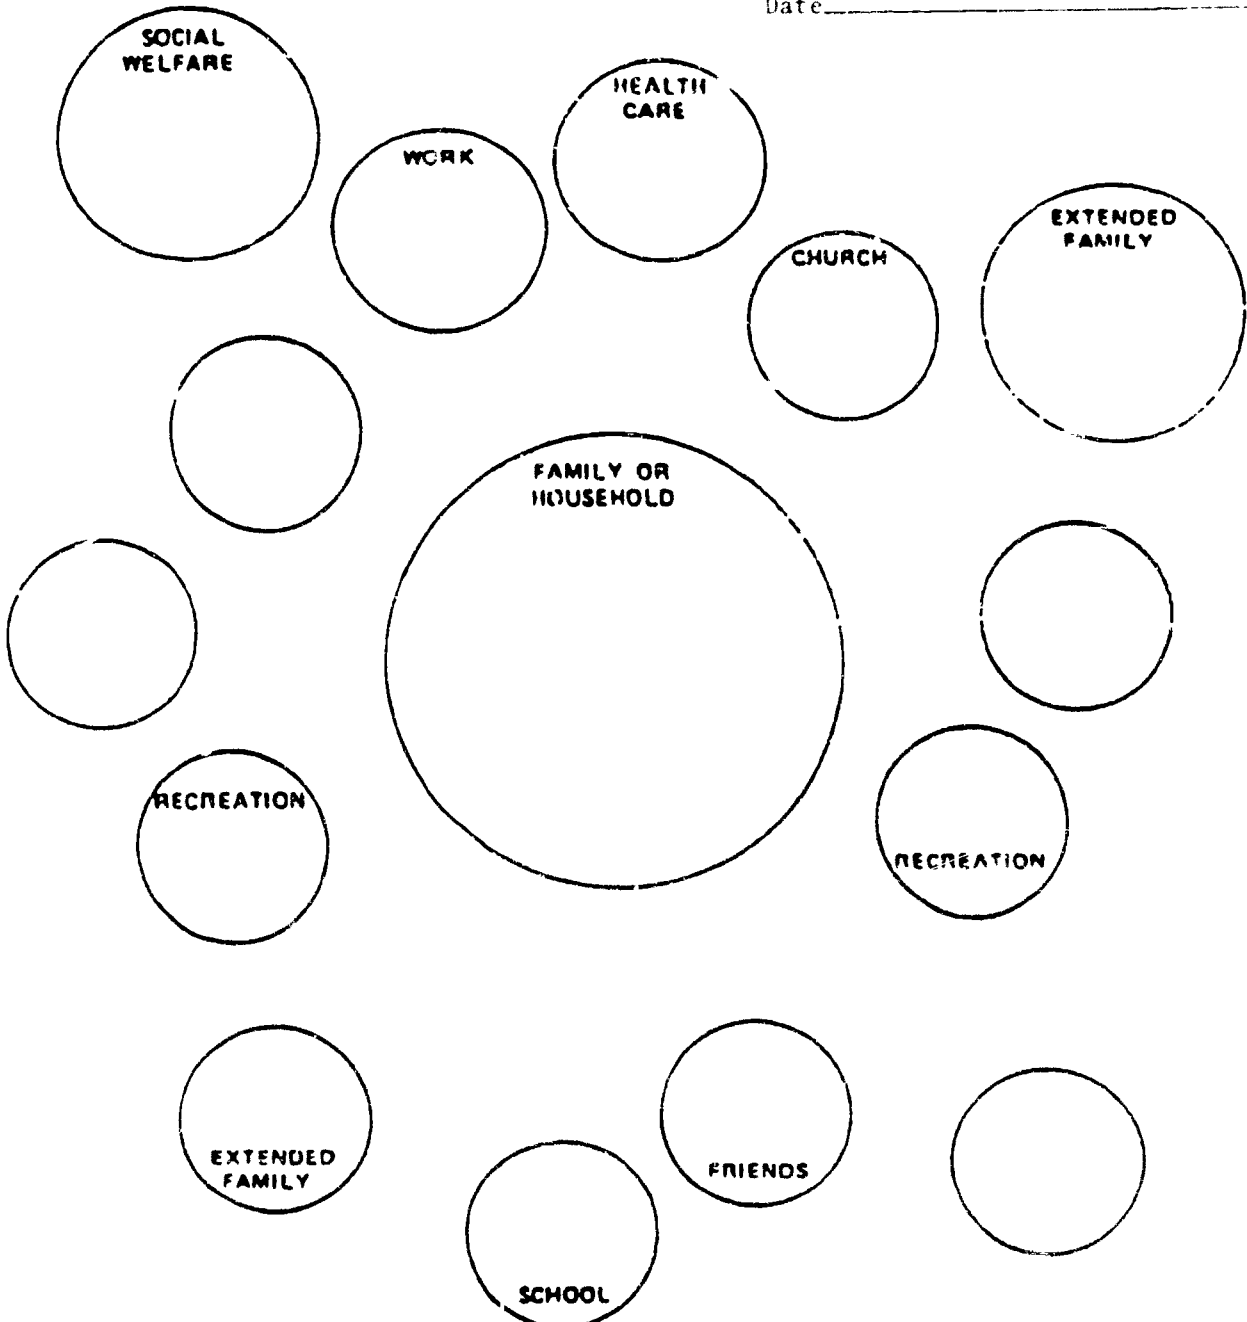 Date
SOCIAL
WELFARE
HEALTH
CARE
WORK
EXTENDED
FAMILY
CHURCH
FAMILY OR
HOUSEHOLD
RECREATION
RECREATION
EXTENDED
FAMILY
FRIENDS
SCHOOL